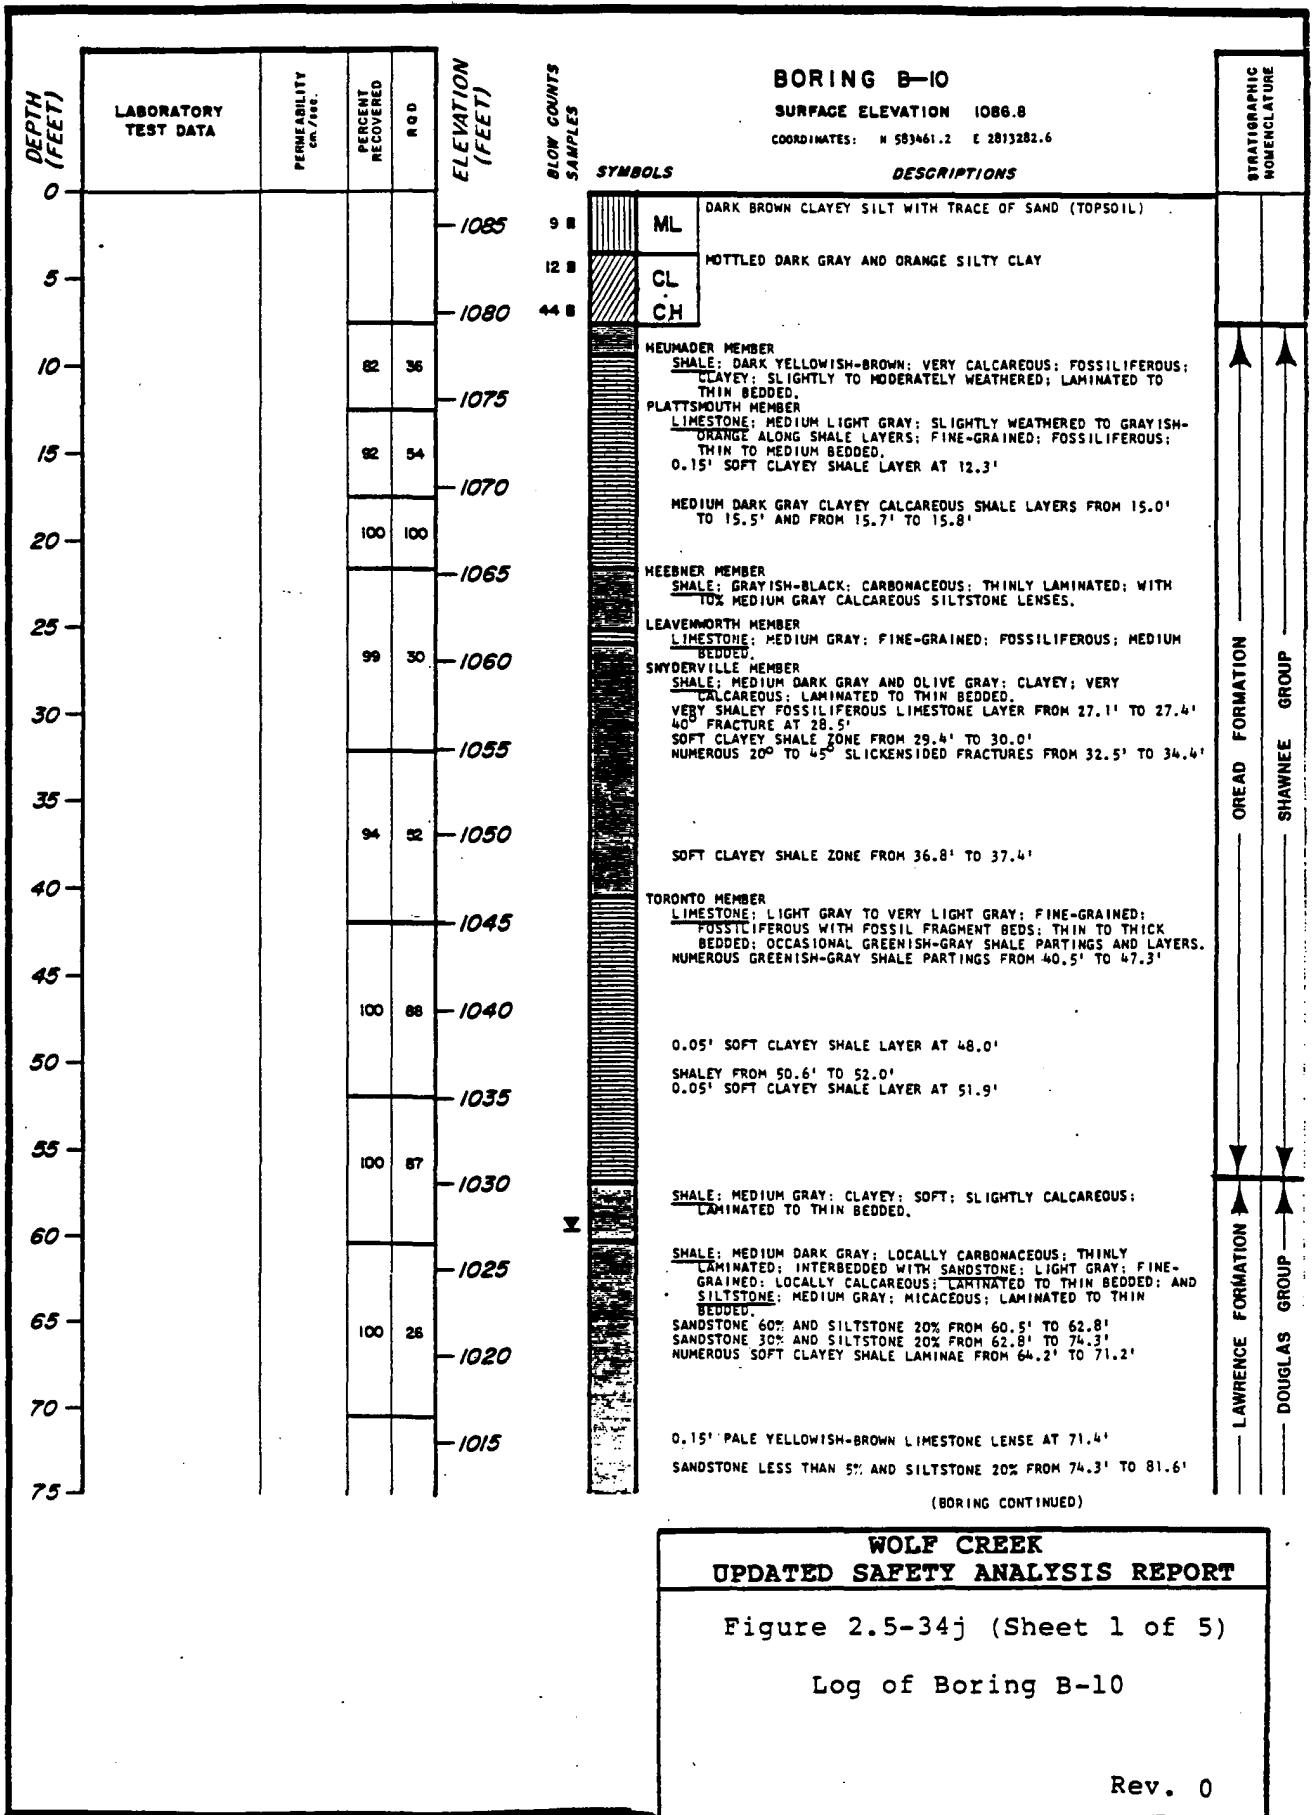 BORING B-10
SURFACE ELEVATION 1086.8
COORDINATES: N 583461.2 E 2813282.6
DEPTH (FEET)
LABORATORY TEST DATA
PERMEABILITY cm./sec.
PERCENT RECOVERED
RQD
ELEVATION (FEET)
BLOW COUNTS
SAMPLES
SYMBOLS
DESCRIPTIONS
STRATIGRAPHIC NOMENCLATURE
0
5
10
15
20
25
30
35
40
45
50
55
60
65
70
75
82 36
92 54
100 100
99 30
94 52
100 88
100 87
100 26
1085
1080
1075
1070
1065
1060
1055
1050
1045
1040
1035
1030
1025
1020
1015
9
12
44
ML
CL
CH
DARK BROWN CLAYEY SILT WITH TRACE OF SAND (TOPSOIL)
MOTTLED DARK GRAY AND ORANGE SILTY CLAY
HEUMADER MEMBER
SHALE; DARK YELLOWISH-BROWN; VERY CALCAREOUS; FOSSILIFEROUS;
CLAYEY; SLIGHTLY TO MODERATELY WEATHERED; LAMINATED TO
THIN BEDDED.
PLATTSMOUTH MEMBER
LIMESTONE; MEDIUM LIGHT GRAY; SLIGHTLY WEATHERED TO GRAYISH-
ORANGE ALONG SHALE LAYERS; FINE-GRAINED; FOSSILIFEROUS;
THIN TO MEDIUM BEDDED.
0.15' SOFT CLAYEY SHALE LAYER AT 12.3'
MEDIUM DARK GRAY CLAYEY CALCAREOUS SHALE LAYERS FROM 15.0'
TO 15.5' AND FROM 15.7' TO 15.8'
HEEBNER MEMBER
SHALE; GRAYISH-BLACK; CARBONACEOUS; THINLY LAMINATED; WITH
10% MEDIUM GRAY CALCAREOUS SILTSTONE LENSES.
LEAVENWORTH MEMBER
LIMESTONE; MEDIUM GRAY; FINE-GRAINED; FOSSILIFEROUS; MEDIUM
BEDDED.
SNYDERVILLE MEMBER
SHALE; MEDIUM DARK GRAY AND OLIVE GRAY; CLAYEY; VERY
CALCAREOUS; LAMINATED TO THIN BEDDED.
VERY SHALEY FOSSILIFEROUS LIMESTONE LAYER FROM 27.1' TO 27.4'
40° FRACTURE AT 28.5'
SOFT CLAYEY SHALE ZONE FROM 29.4' TO 30.0'
NUMEROUS 20° TO 45° SLICKENSIDED FRACTURES FROM 32.5' TO 34.4'
SOFT CLAYEY SHALE ZONE FROM 36.8' TO 37.4'
TORONTO MEMBER
LIMESTONE; LIGHT GRAY TO VERY LIGHT GRAY; FINE-GRAINED;
FOSSILIFEROUS WITH FOSSIL FRAGMENT BEDS; THIN TO THICK
BEDDED; OCCASIONAL GREENISH-GRAY SHALE PARTINGS AND LAYERS.
NUMEROUS GREENISH-GRAY SHALE PARTINGS FROM 40.5' TO 47.3'
0.05' SOFT CLAYEY SHALE LAYER AT 48.0'
SHALEY FROM 50.6' TO 52.0'
0.05' SOFT CLAYEY SHALE LAYER AT 51.9'
SHALE; MEDIUM GRAY; CLAYEY; SOFT; SLIGHTLY CALCAREOUS;
LAMINATED TO THIN BEDDED.
SHALE; MEDIUM DARK GRAY; LOCALLY CARBONACEOUS; THINLY
LAMINATED; INTERBEDDED WITH SANDSTONE; LIGHT GRAY; FINE-
GRAINED; LOCALLY CALCAREOUS; LAMINATED TO THIN BEDDED; AND
SILTSTONE; MEDIUM GRAY; MICACEOUS; LAMINATED TO THIN
BEDDED.
SANDSTONE 60% AND SILTSTONE 20% FROM 60.5' TO 62.8'
SANDSTONE 30% AND SILTSTONE 20% FROM 62.8' TO 74.3'
NUMEROUS SOFT CLAYEY SHALE LAMINAE FROM 64.2' TO 71.2'
0.15' PALE YELLOWISH-BROWN LIMESTONE LENSE AT 71.4'
SANDSTONE LESS THAN 5% AND SILTSTONE 20% FROM 74.3' TO 81.6'
(BORING CONTINUED)
OREAD FORMATION
SHAWNEE GROUP
LAWRENCE FORMATION
DOUGLAS GROUP
WOLF CREEK
UPDATED SAFETY ANALYSIS REPORT
Figure 2.5-34j (Sheet 1 of 5)
Log of Boring B-10
Rev. 0